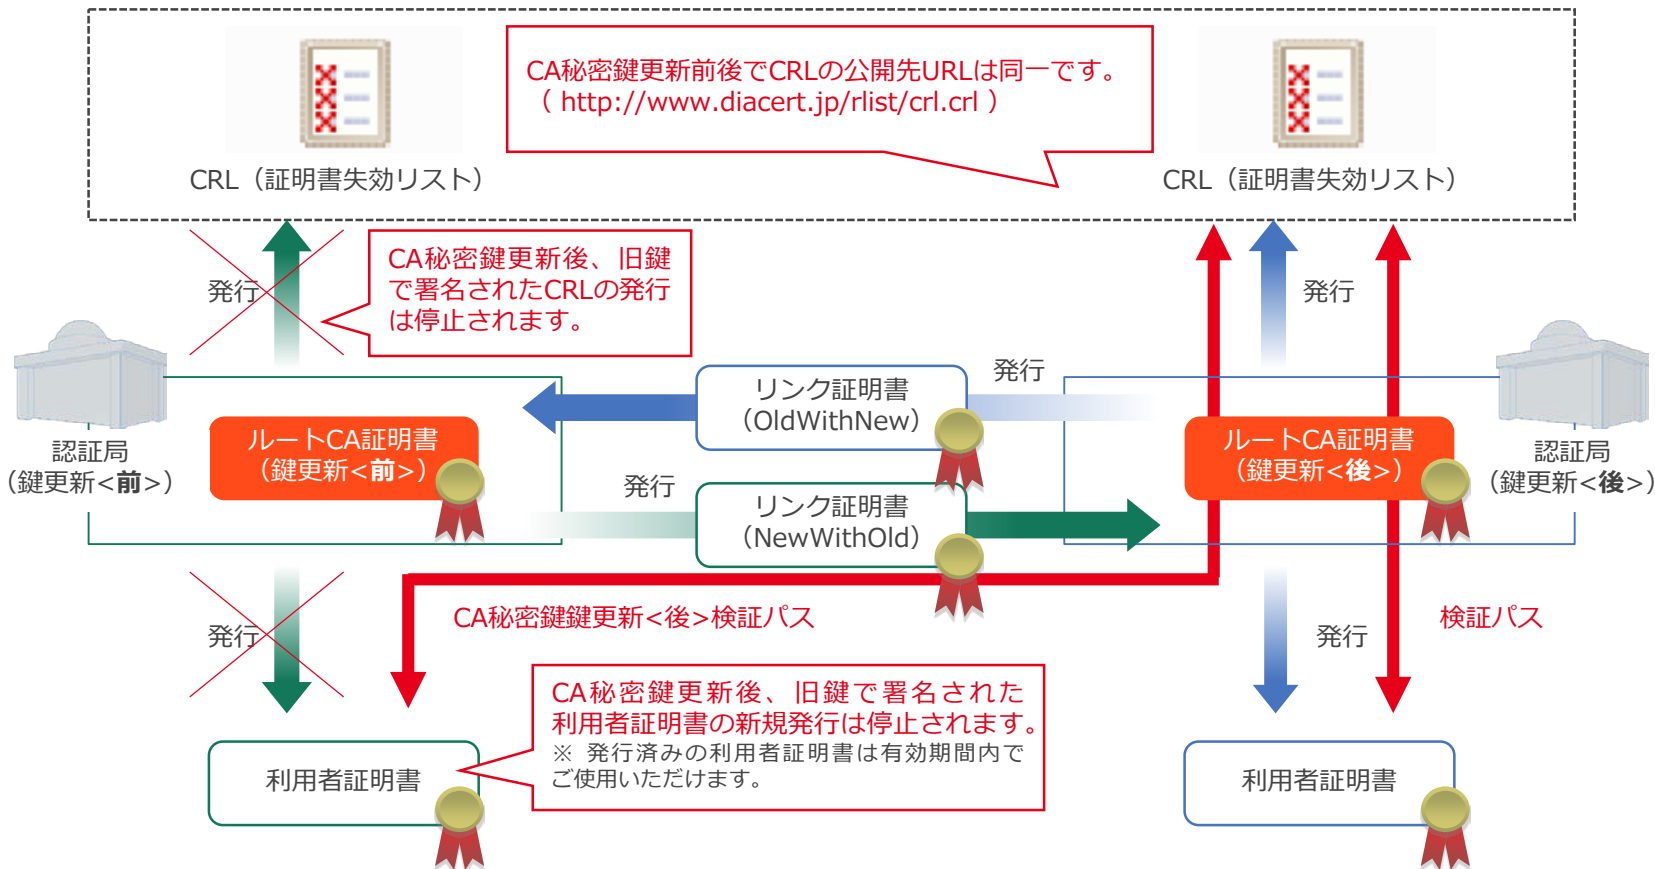 CA秘密鍵更新前後でCRLの公開先URLは同一です。
（ http://www.diacert.jp/rlist/crl.crl ）
CRL（証明書失効リスト）
CRL（証明書失効リスト）
発行
CA秘密鍵更新後、旧鍵
で署名されたCRLの発行
は停止されます。
発行
認証局
（鍵更新<前>）
ルートCA証明書
（鍵更新<前>）
リンク証明書
（OldWithNew）
発行
発行
リンク証明書
（NewWithOld）
ルートCA証明書
（鍵更新<後>）
認証局
（鍵更新<後>）
発行
CA秘密鍵鍵更新<後>検証パス
発行
検証パス
CA秘密鍵更新後、旧鍵で署名された
利用者証明書の新規発行は停止されます。
※ 発行済みの利用者証明書は有効期間内で
ご使用いただけます。
利用者証明書
利用者証明書